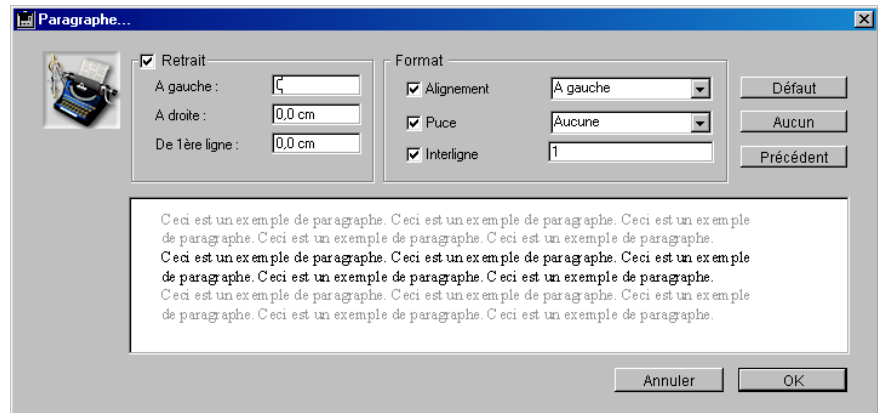 Paragraphe...
Retrait
A gauche :
A droite :
0,0 cm
De 1ère ligne :
0,0 cm
Format
Alignement
A gauche
Puce
Aucune
Interligne
1
Défaut
Aucun
Précédent
Ceci est un exemple de paragraphe. Ceci est un exemple de paragraphe. Ceci est un exemple
de paragraphe. Ceci est un exemple de paragraphe. Ceci est un exemple de paragraphe.
Ceci est un exemple de paragraphe. Ceci est un exemple de paragraphe. Ceci est un exemple
de paragraphe. Ceci est un exemple de paragraphe. Ceci est un exemple de paragraphe.
Ceci est un exemple de paragraphe. Ceci est un exemple de paragraphe. Ceci est un exemple
de paragraphe. Ceci est un exemple de paragraphe. Ceci est un exemple de paragraphe.
Annuler
OK